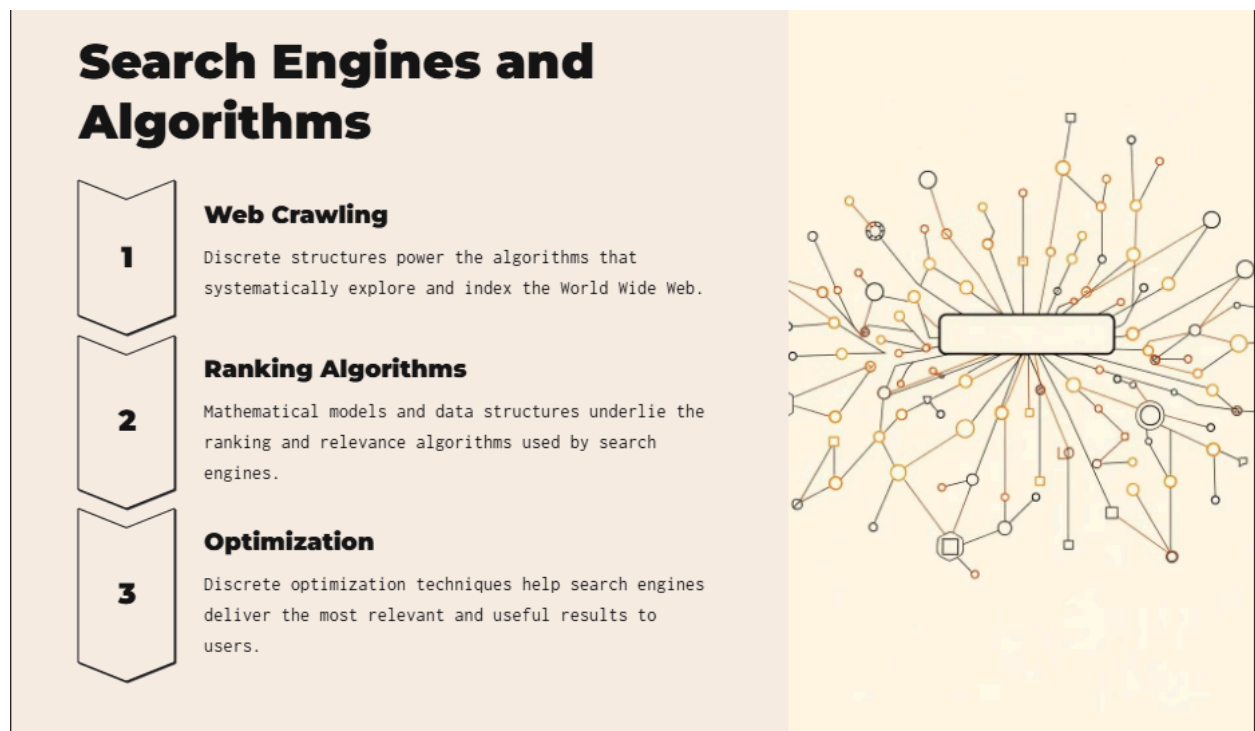 Search Engines and
Algorithms
1
Web Crawling
Discrete structures power the algorithms that
systematically explore and index the World Wide Web.
2
Ranking Algorithms
Mathematical models and data structures underlie the
ranking and relevance algorithms used by search
engines.
3
Optimization
Discrete optimization techniques help search engines
deliver the most relevant and useful results to
users.